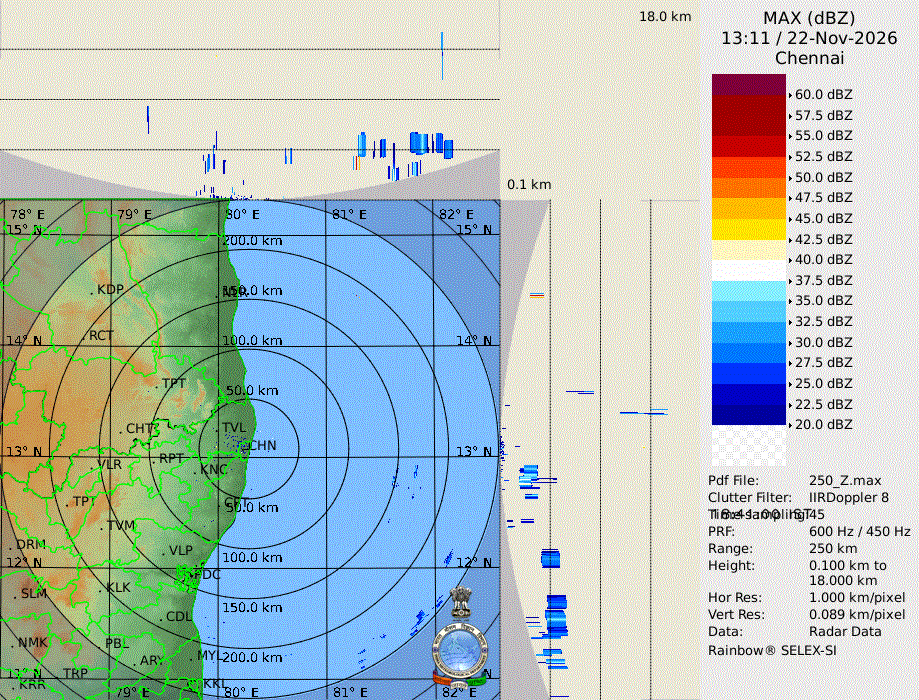 18.0 km
0.1 km
MAX (dBZ)
13:11 / 22-Nov-2026
Chennai
60.0 dBZ
57.5 dBZ
55.0 dBZ
52.5 dBZ
50.0 dBZ
47.5 dBZ
45.0 dBZ
42.5 dBZ
40.0 dBZ
37.5 dBZ
35.0 dBZ
32.5 dBZ
30.0 dBZ
27.5 dBZ
25.0 dBZ
22.5 dBZ
20.0 dBZ
Pdf File: 250_Z.max
Clutter Filter: IIRDoppler 8
Time sampling: 45
PRF: 600 Hz / 450 Hz
Range: 250 km
Height: 0.100 km to
18.000 km
Hor Res: 1.000 km/pixel
Vert Res: 0.089 km/pixel
Data: Radar Data
Rainbow® SELEX-SI
78° E 79° E 80° E 81° E 82° E
15° N 15° N
200.0 km
KDP
150.0 km
RCT
14° N 100.0 km 14° N
TPT
50.0 km
CHT TVL
CHN
13° N 13° N
VLR RPT KNC
TPT
50.0 km
TVM
DRM VLP
100.0 km
12° N 12° N
SLM KLK
150.0 km
CDL
NMK PBL
ARY MYL 200.0 km
TRP
KRR KKL
79° E 80° E 81° E 82° E